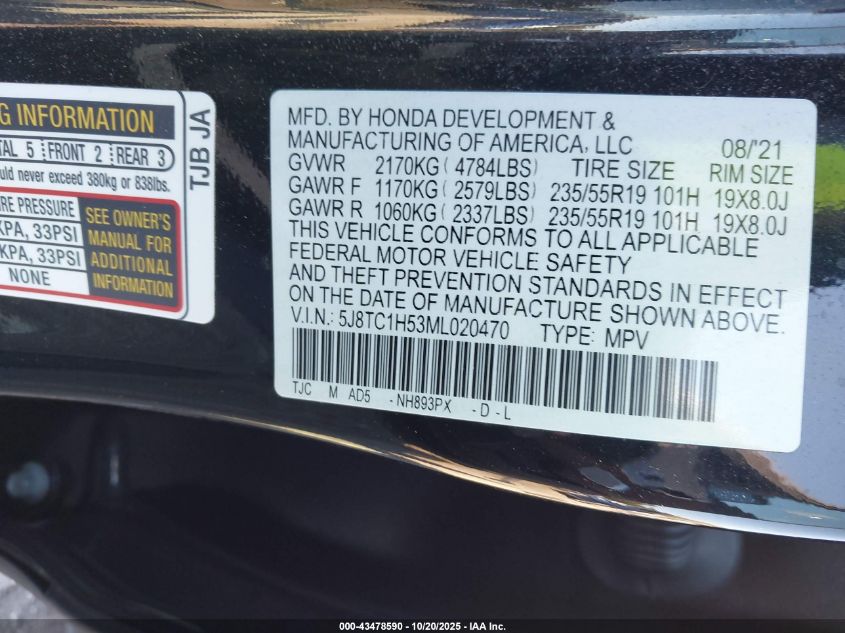 G INFORMATION
TAL 5 FRONT 2 REAR 3
ould never exceed 380kg or 838lbs.
RE PRESSURE
KPA, 33PSI
KPA, 33PSI
NONE
SEE OWNER'S
MANUAL FOR
ADDITIONAL
INFORMATION
TJB JA
MFD. BY HONDA DEVELOPMENT &
MANUFACTURING OF AMERICA, LLC 08/'21
GVWR 2170KG ( 4784LBS) TIRE SIZE RIM SIZE
GAWR F 1170KG ( 2579LBS) 235/55R19 101H 19X8.0J
GAWR R 1060KG ( 2337LBS) 235/55R19 101H 19X8.0J
THIS VEHICLE CONFORMS TO ALL APPLICABLE
FEDERAL MOTOR VEHICLE SAFETY
AND THEFT PREVENTION STANDARDS IN EFFECT
ON THE DATE OF MANUFACTURE SHOWN ABOVE.
V.I.N.: 5J8TC1H53ML020470 TYPE: MPV
TJC M AD5 -NH893PX -D-L
000-43478590 - 10/20/2025 - IAA Inc.